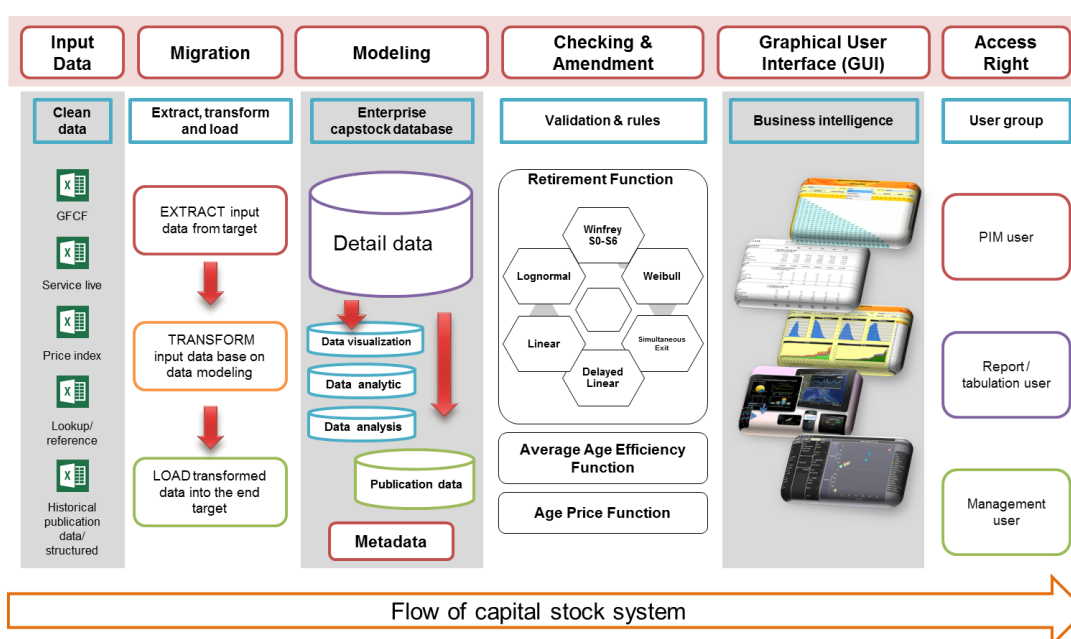 Input
Data
Migration
Modeling
Checking &
Amendment
Graphical User
Interface (GUI)
Access
Right
Clean
data
Extract, transform
and load
Enterprise
capstock database
Validation & rules
Business intelligence
User group
GFCF
Service live
Price index
Lookup/
reference
Historical
publication
data/
structured
EXTRACT input
data from target
TRANSFORM
input data base on
data modeling
LOAD transformed
data into the end
target
Detail data
Data visualization
Data analytic
Data analysis
Publication data
Metadata
Retirement Function
Winfrey
S0-S6
Lognormal
Weibull
Linear
Simultaneous
Exit
Delayed
Linear
Average Age Efficiency
Function
Age Price Function
PIM user
Report /
tabulation user
Management
user
Flow of capital stock system